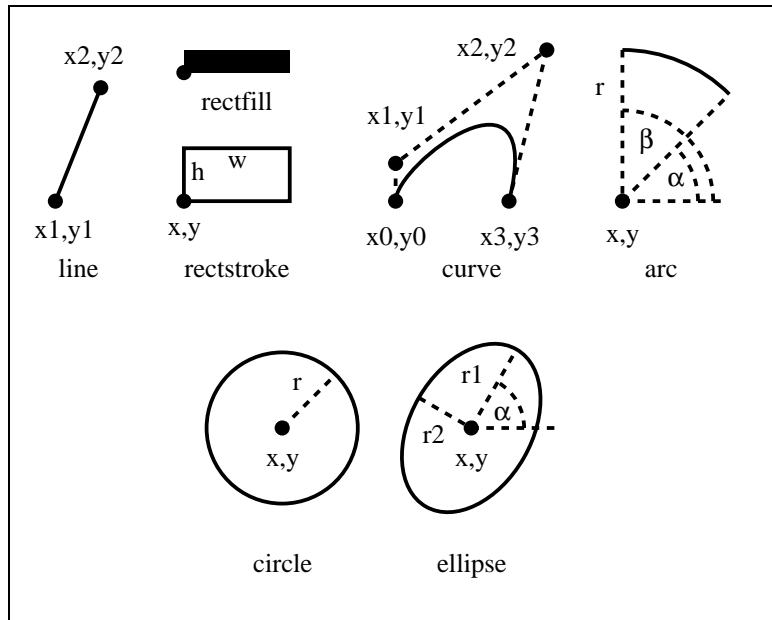 x2,y2
rectfill
x1,y1
line
h
w
x,y
rectstroke
x2,y2
x1,y1
x0,y0
x3,y3
curve
r
β
α
x,y
arc
r
x,y
circle
r1
α
r2
x,y
ellipse